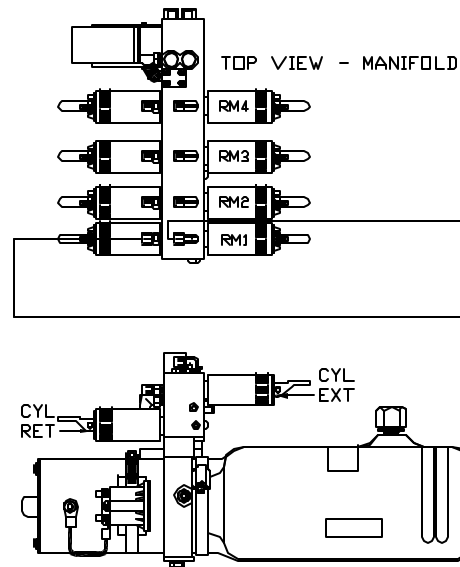 TOP VIEW - MANIFOLD
RM4
RM3
RM2
RM1
CYL
EXT
CYL
RET